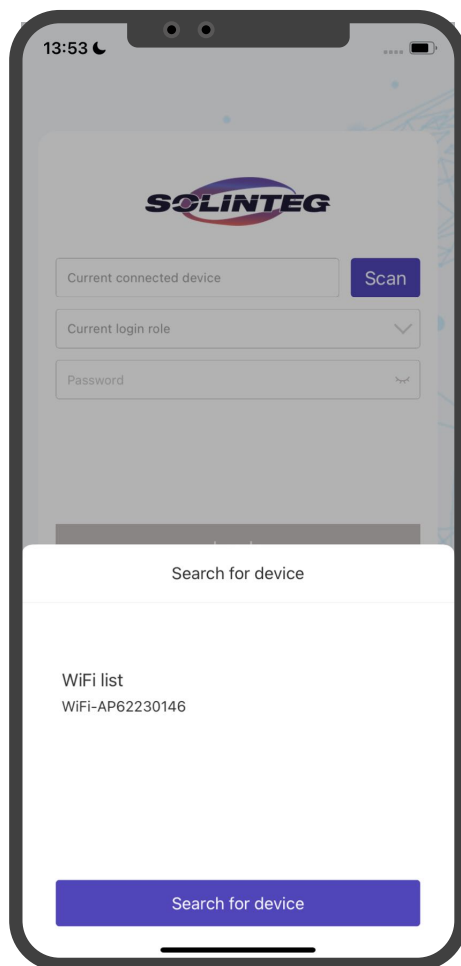 13:53
SOLINTEG
Current connected device
Scan
Current login role
Password
Search for device
WiFi list
WiFi-AP62230146
Search for device